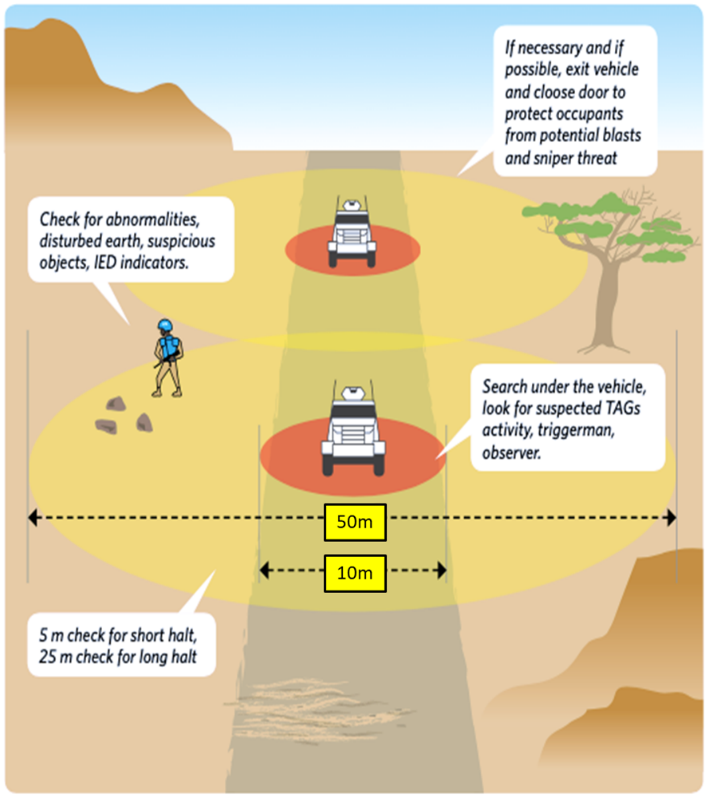 If necessary and if
possible, exit vehicle
and cloose door to
protect occupants
from potential blasts
and sniper threat
Check for abnormalities,
disturbed earth, suspicious
objects, IED indicators.
Search under the vehicle,
look for suspected TAGs
activity, triggerman,
observer.
50m
10m
5 m check for short halt,
25 m check for long halt